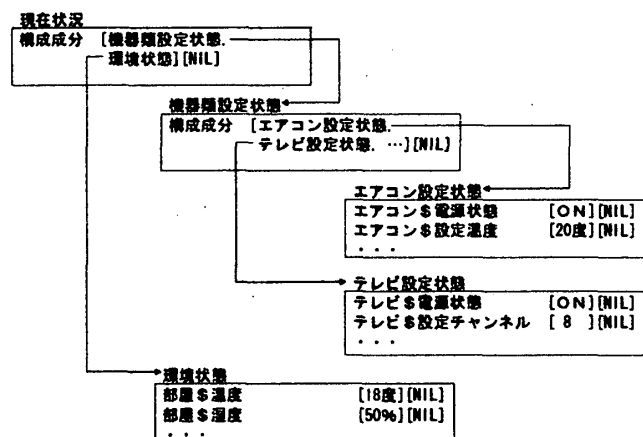 現在状況
構成成分 [機器類設定状態.
環境状態][NIL]
機器類設定状態
構成成分 [エアコン設定状態.
テレビ設定状態. …][NIL]
エアコン設定状態
エアコン$電源状態 [ON][NIL]
エアコン$設定温度 [20度][NIL]
・・・
テレビ設定状態
テレビ$電源状態 [ON][NIL]
テレビ$設定チャンネル [ 8 ][NIL]
・・・
環境状態
部屋$温度 [18度][NIL]
部屋$湿度 [50%][NIL]
・・・